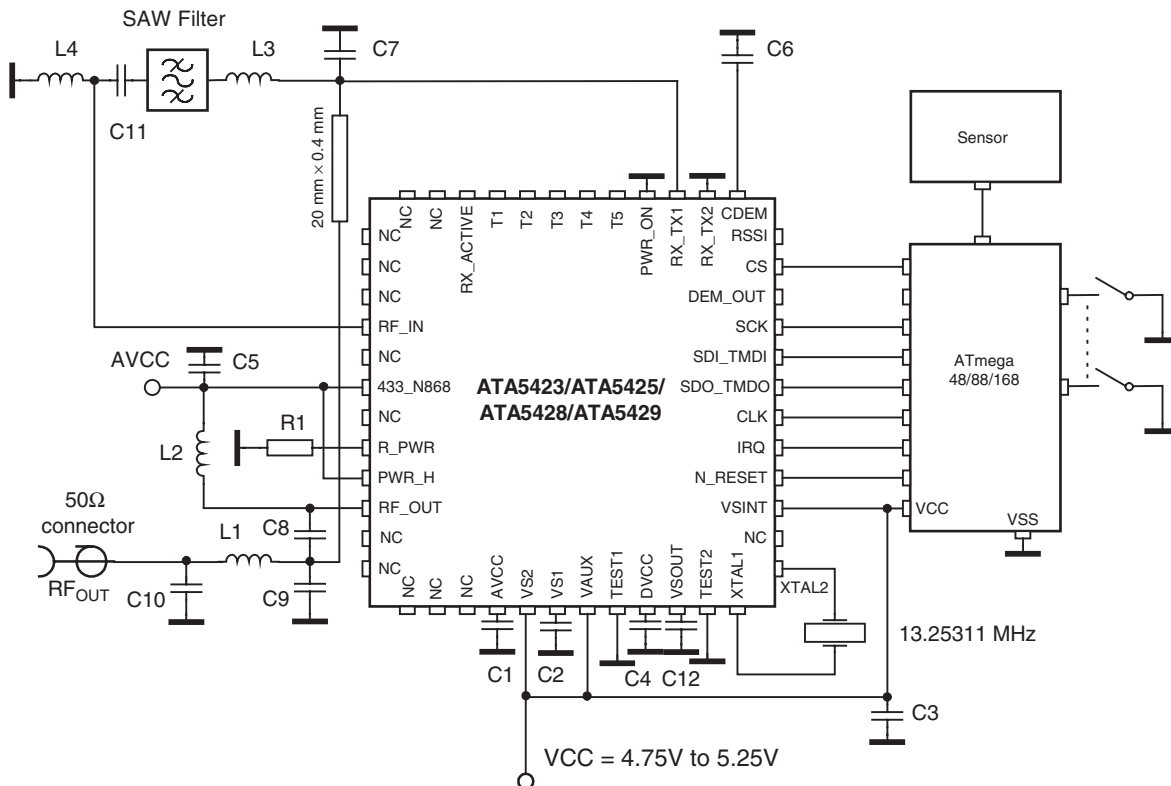 SAW Filter
L4
L3
C7
C6
C11
20 mm × 0.4 mm
Sensor
NC
NC
RX_ACTIVE
T1
T2
T3
T4
T5
PWR_ON
RX_TX1
RX_TX2
CDEM
NC
NC
NC
RF_IN
NC
433_N868
NC
R_PWR
PWR_H
RF_OUT
NC
NC
RSSI
CS
DEM_OUT
SCK
SDI_TMDI
SDO_TMDO
CLK
IRQ
N_RESET
VSINT
NC
XTAL2
ATA5423/ATA5425/
ATA5428/ATA5429
ATmega
48/88/168
VCC
VSS
AVCC
C5
R1
L2
50Ω
connector
RFOUT
L1
C8
C10
C9
NC
NC
NC
AVCC
VS2
VS1
VAUX
TEST1
DVCC
VSOUT
TEST2
XTAL1
13.25311 MHz
C1
C2
C4
C12
C3
VCC = 4.75V to 5.25V